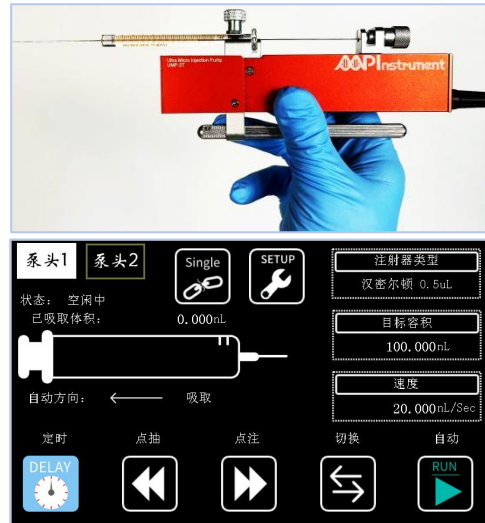 Ultra Micro Injection Pump
UMP-3T
Instrument
泵头1 泵头2 Single SETUP 注射器类型
汉密尔顿 0.5uL
状态: 空闲中
已吸取体积: 0.000nL
目标容积
100.000nL
速度
20.000nL/Sec
自动方向: 吸取
定时 点抽 点注 切换 自动
DELAY RUN